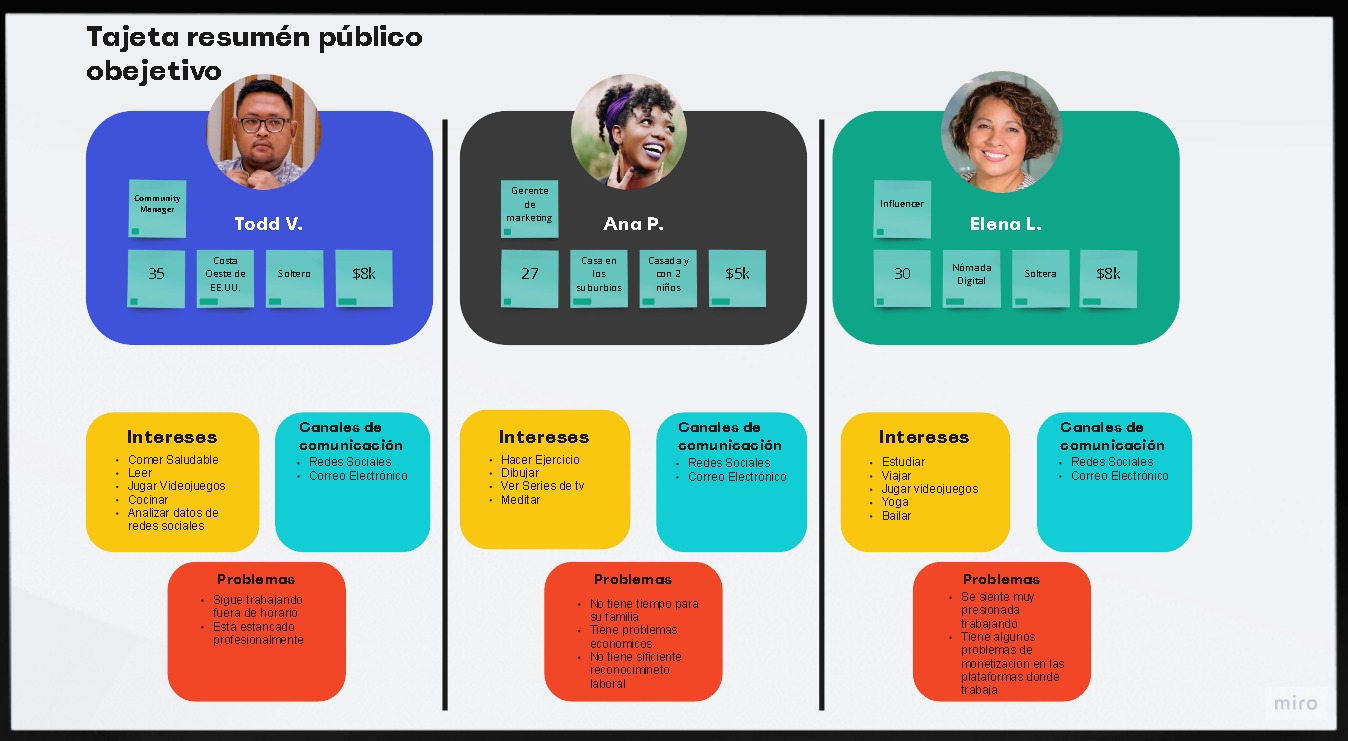 Tajeta resumén público
obejetivo
Community
Manager
Todd V.
35
Costa
Oeste de
EE.UU.
Soltero
$8k
Gerente
de
marketing
Ana P.
27
Casa en
los
suburbios
Casada y
con 2
niños
$5k
Influencer
Elena L.
30
Nómada
Digital
Soltera
$8k
Intereses
• Comer Saludable
• Leer
• Jugar Videojuegos
• Cocinar
• Analizar datos de
redes sociales
Canales de
comunicación
• Redes Sociales
• Correo Electrónico
Problemas
• Sigue trabajando
fuera de horario
• Está estancado
profesionalmente
Intereses
• Hacer Ejercicio
• Dibujar
• Ver Series de tv
• Meditar
Canales de
comunicación
• Redes Sociales
• Correo Electrónico
Problemas
• No tiene tiempo para
su familia
• Tiene problemas
economicos
• No tiene sificiente
reconocimineto
laboral
Intereses
• Estudiar
• Viajar
• Jugar videojuegos
• Yoga
• Bailar
Canales de
comunicación
• Redes Sociales
• Correo Electrónico
Problemas
• Se siente muy
presionada
trabajando
• Tiene algunos
problemas de
monetizacion en las
plataformas donde
trabaja
miro